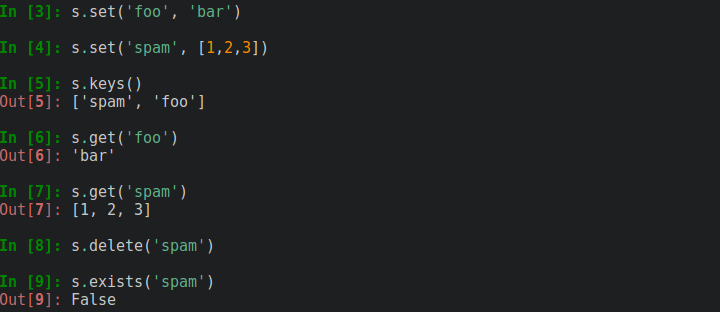 In [3]: s.set('foo', 'bar')
In [4]: s.set('spam', [1,2,3])
In [5]: s.keys()
Out[5]: ['spam', 'foo']
In [6]: s.get('foo')
Out[6]: 'bar'
In [7]: s.get('spam')
Out[7]: [1, 2, 3]
In [8]: s.delete('spam')
In [9]: s.exists('spam')
Out[9]: False